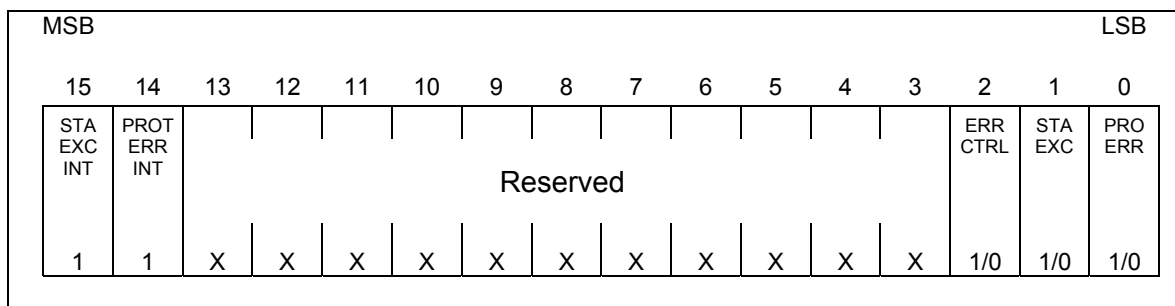 MSB LSB
15 14 13 12 11 10 9 8 7 6 5 4 3 2 1 0
STA PROT ERR STA PRO
EXC ERR CTRL EXC ERR
INT INT
Reserved
1 1 X X X X X X X X X X X 1/0 1/0 1/0